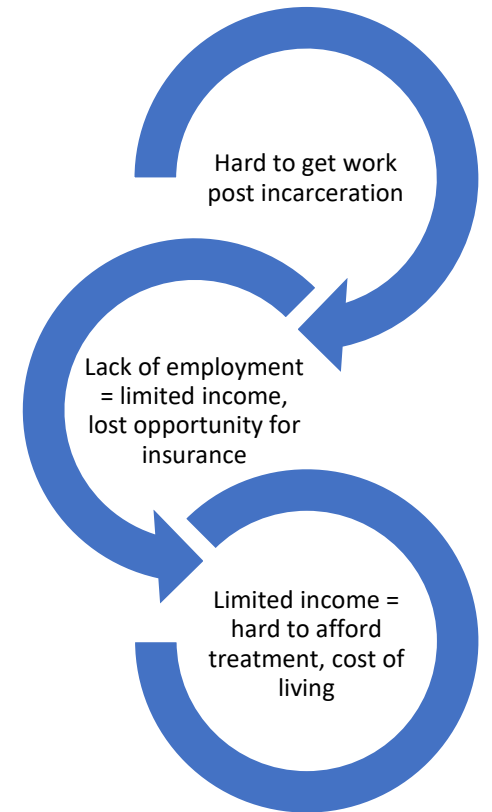 Hard to get work
post incarceration
Lack of employment
= limited income,
lost opportunity for
insurance
Limited income =
hard to afford
treatment, cost of
living